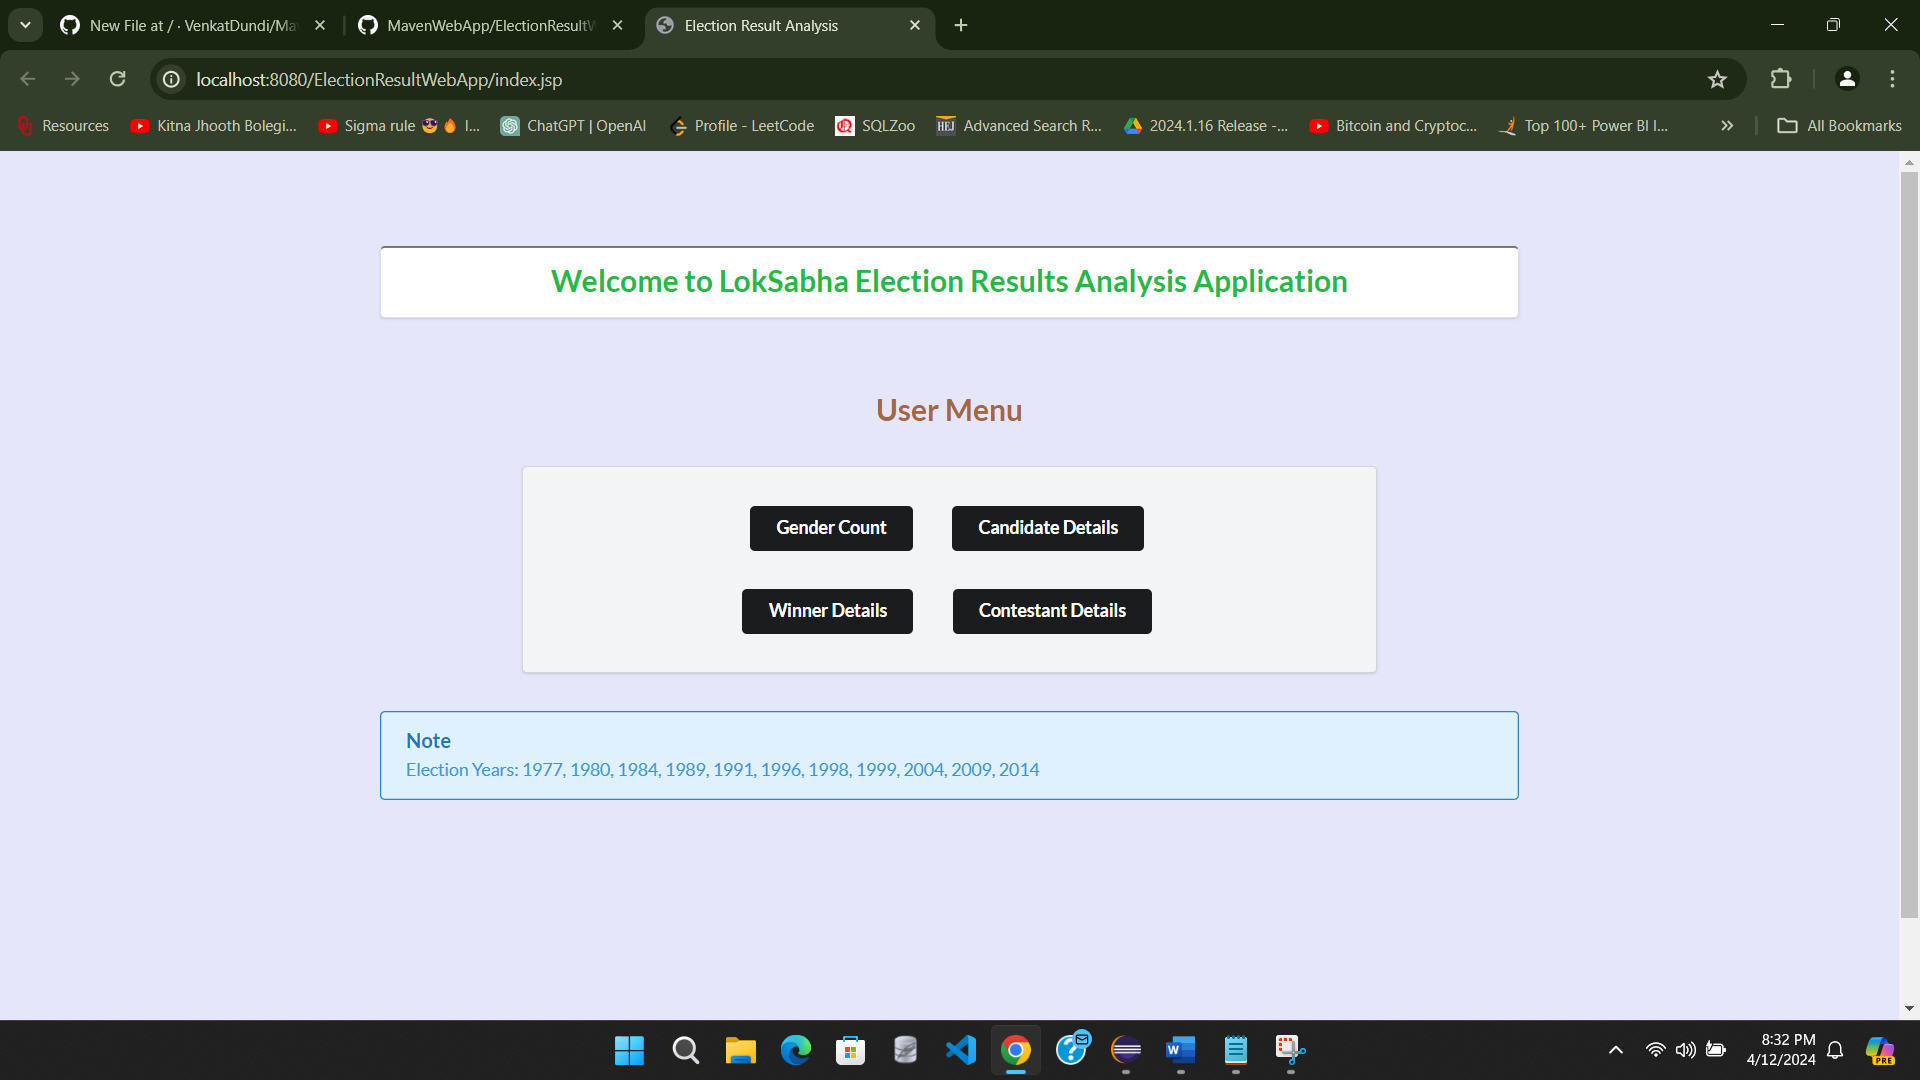 New File at / · VenkatDundi/Ma
MavenWebApp/ElectionResultW
Election Result Analysis
localhost:8080/ElectionResultWebApp/index.jsp
Resources
Kitna Jhooth Bolegi...
Sigma rule 😎🔥 I...
ChatGPT | OpenAI
Profile - LeetCode
SQLZoo
HEJ
Advanced Search R...
2024.1.16 Release -...
Bitcoin and Cryptoc...
Top 100+ Power BI I...
All Bookmarks
Welcome to LokSabha Election Results Analysis Application
User Menu
Gender Count
Candidate Details
Winner Details
Contestant Details
Note
Election Years: 1977, 1980, 1984, 1989, 1991, 1996, 1998, 1999, 2004, 2009, 2014
8:32 PM
4/12/2024
PRE